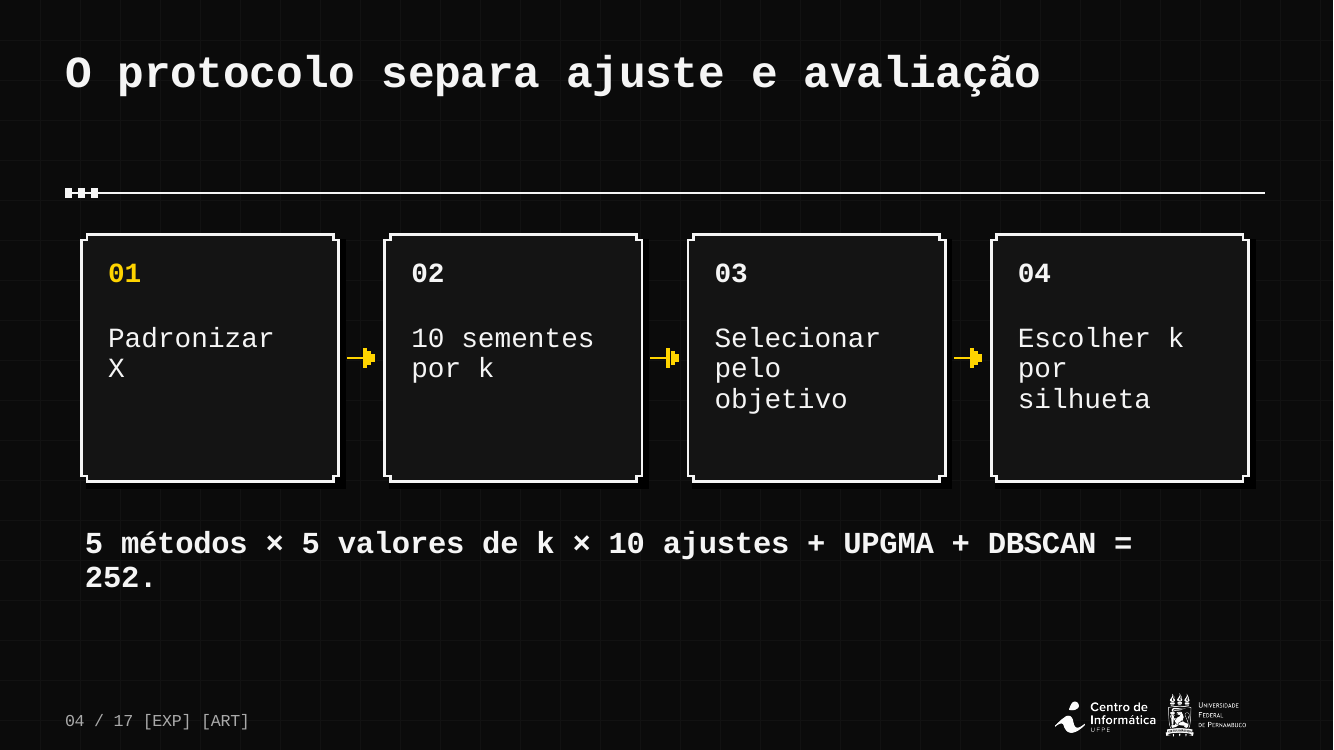 O protocolo separa ajuste e avaliação
01
Padronizar
X
02
10 sementes
por k
03
Selecionar
pelo
objetivo
04
Escolher k
por
silhueta
5 métodos × 5 valores de k × 10 ajustes + UPGMA + DBSCAN =
252.
04 / 17 [EXP] [ART]
Centro de
Informática
UFPE
Universidade
Federal
de Pernambuco